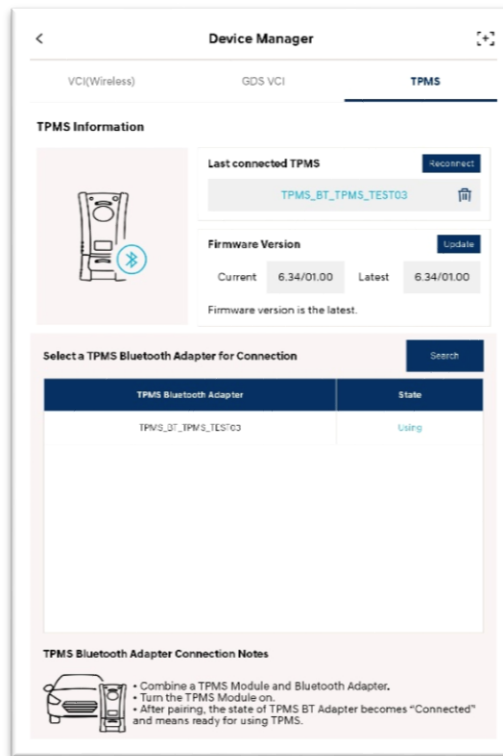 Device Manager
VCI(Wireless) GDS VCI TPMS
TPMS Information
Last connected TPMS Reconnect
TPMS_BT_TPMS_TEST03
Firmware Version Update
Current 6.34/01.00 Latest 6.34/01.00
Firmware version is the latest.
Select a TPMS Bluetooth Adapter for Connection Search
TPMS Bluetooth Adapter State
TPMS_BT_TPMS_TEST03 Using
TPMS Bluetooth Adapter Connection Notes
• Combine a TPMS Module and Bluetooth Adapter.
• Turn the TPMS Module on.
• After pairing, the state of TPMS BT Adapter becomes “Connected”
and means ready for using TPMS.